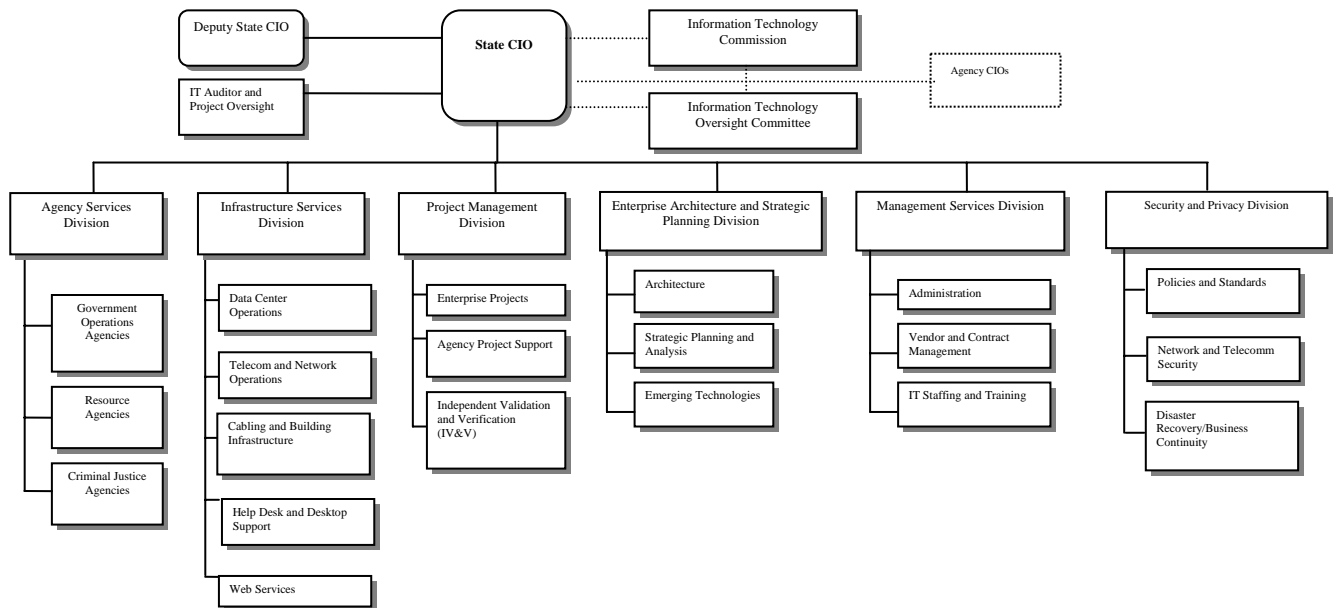 Deputy State CIO
State CIO
Information Technology
Commission
Agency CIOs
IT Auditor and
Project Oversight
Information Technology
Oversight Committee
Agency Services
Division
Infrastructure Services
Division
Project Management
Division
Enterprise Architecture and Strategic
Planning Division
Management Services Division
Security and Privacy Division
Government
Operations
Agencies
Resource
Agencies
Criminal Justice
Agencies
Data Center
Operations
Telecom and Network
Operations
Cabling and Building
Infrastructure
Help Desk and Desktop
Support
Web Services
Enterprise Projects
Agency Project Support
Independent Validation
and Verification
(IV&V)
Architecture
Strategic Planning and
Analysis
Emerging Technologies
Administration
Vendor and Contract
Management
IT Staffing and Training
Policies and Standards
Network and Telecomm
Security
Disaster
Recovery/Business
Continuity